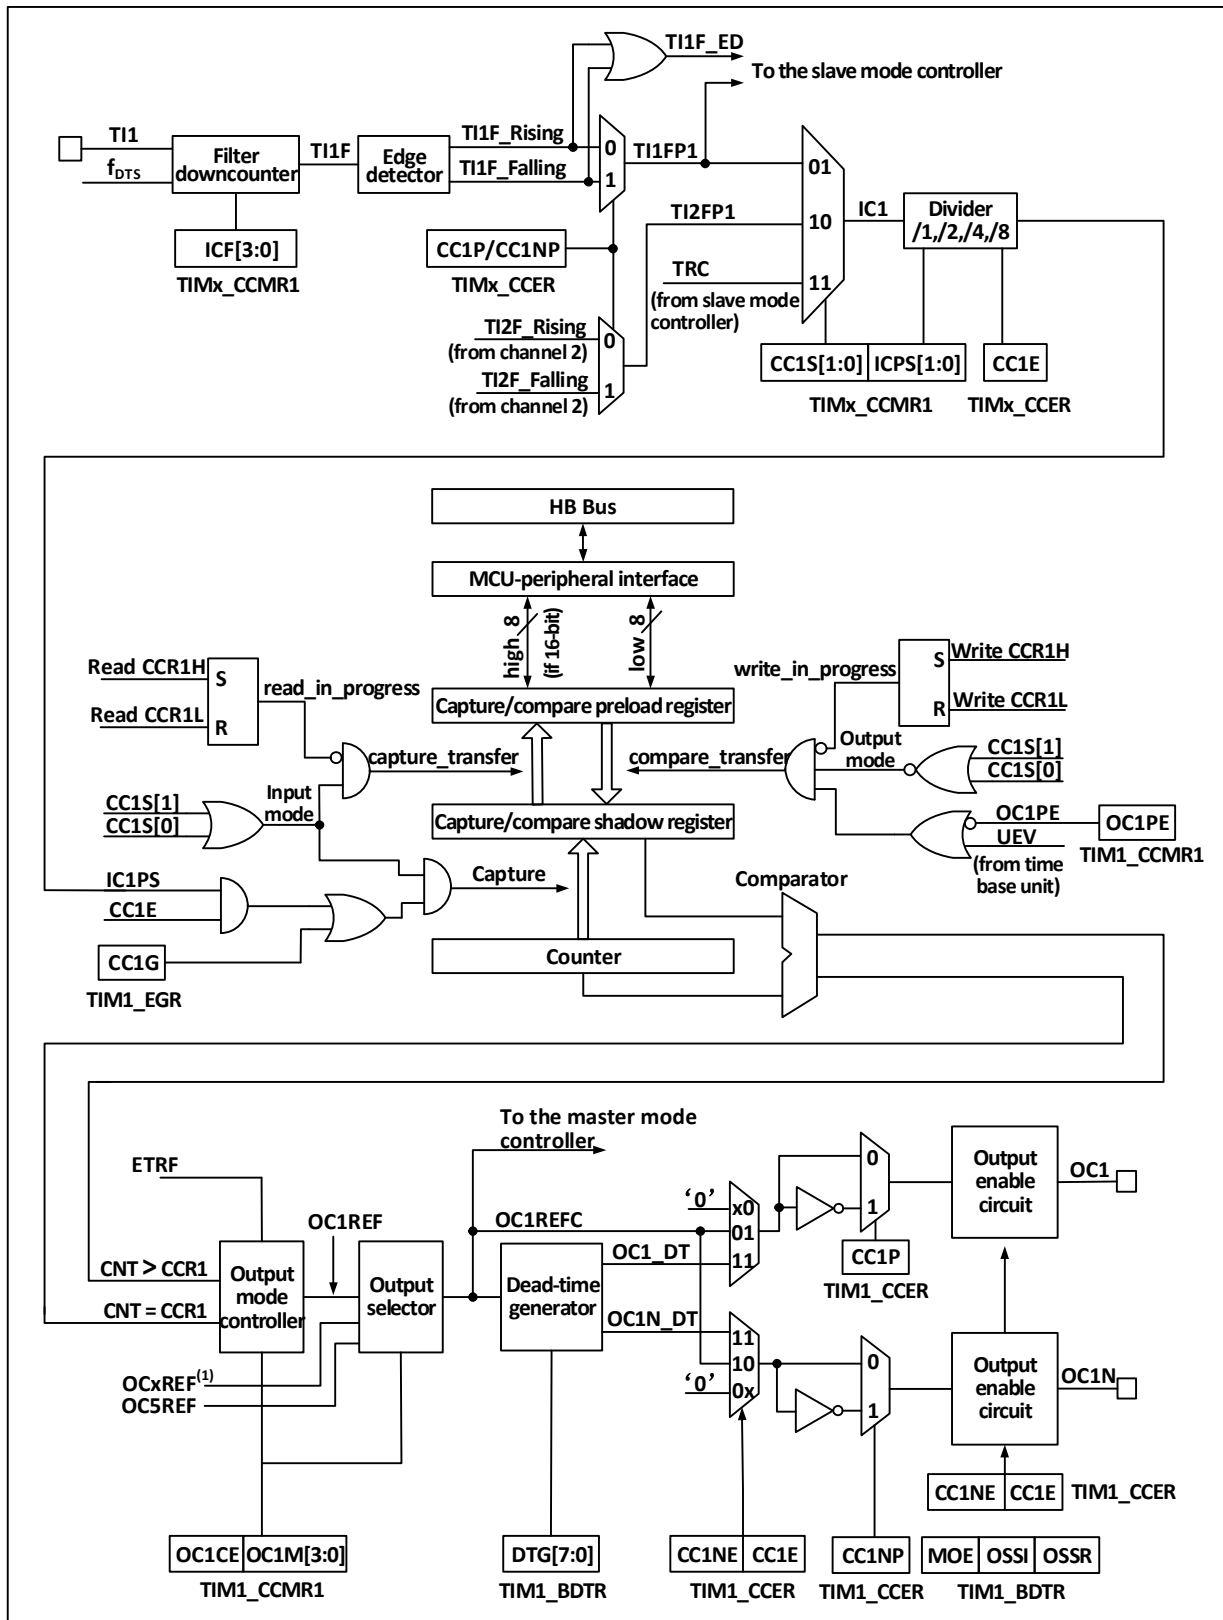 TI1F_ED
To the slave mode controller
TI1
fDTS
Filter
downcounter
TI1F
Edge
detector
TI1F_Rising
TI1F_Falling
0
1
TI1FP1
01
10
11
TI2FP1
IC1
Divider
/1,/2,/4,/8
ICF[3:0]
TIMx_CCMR1
CC1P/CC1NP
TIMx_CCER
TRC
(from slave mode
controller)
TI2F_Rising
(from channel 2)
TI2F_Falling
(from channel 2)
0
1
CC1S[1:0]
ICPS[1:0]
TIMx_CCMR1
CC1E
TIMx_CCER
HB Bus
MCU-peripheral interface
high
8
(if 16-bit)
low
8
Read CCR1H
Read CCR1L
S
R
read_in_progress
Capture/compare preload register
write_in_progress
S
R
Write CCR1H
Write CCR1L
capture_transfer
compare_transfer
Output
mode
CC1S[1]
CC1S[0]
CC1S[1]
CC1S[0]
Input
mode
Capture/compare shadow register
OC1PE
UEV
(from time
base unit)
OC1PE
TIM1_CCMR1
IC1PS
CC1E
Capture
Comparator
CC1G
TIM1_EGR
Counter
To the master mode
controller
ETRF
OC1REF
CNT > CCR1
CNT = CCR1
Output
mode
controller
Output
selector
OC1REFC
Dead-time
generator
OC1_DT
OC1N_DT
‘0’
x0
01
11
11
10
0x
‘0’
0
1
CC1P
TIM1_CCER
Output
enable
circuit
OC1
0
1
Output
enable
circuit
OC1N
OCxREF(1)
OC5REF
CC1NE
CC1E
TIM1_CCER
OC1CE
OC1M[3:0]
TIM1_CCMR1
DTG[7:0]
TIM1_BDTR
CC1NE
CC1E
TIM1_CCER
CC1NP
TIM1_CCER
MOE
OSSI
OSSR
TIM1_BDTR